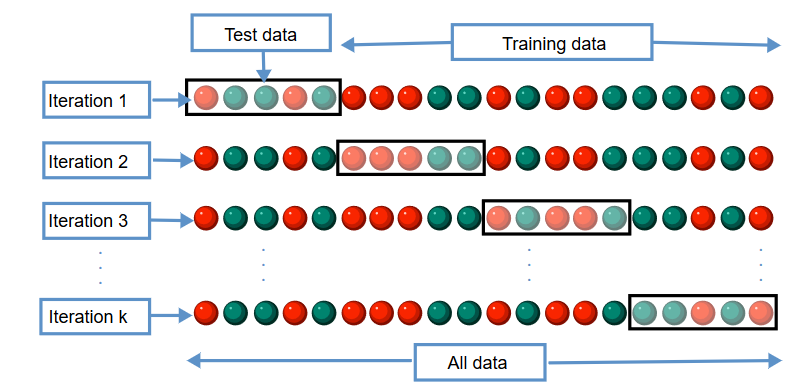 Test data
Training data
Iteration 1
Iteration 2
Iteration 3
Iteration k
All data